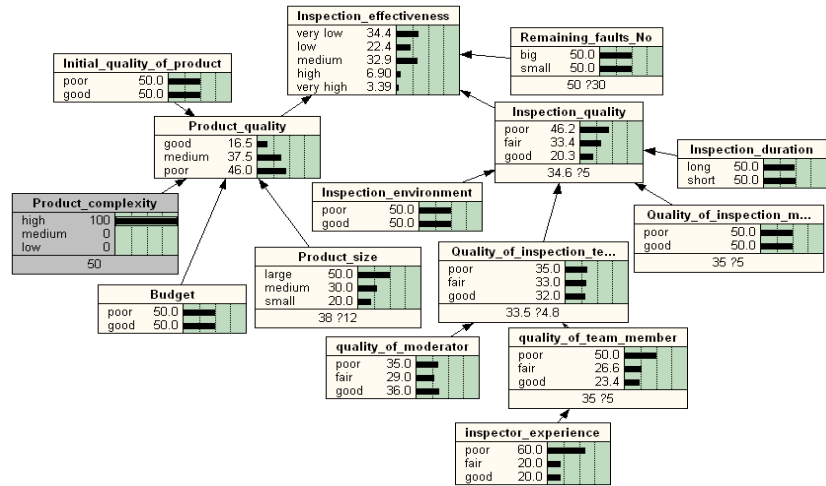 Inspection_effectiveness
very low 34.4
low 22.4
medium 32.9
high 6.90
very high 3.39
Remaining_faults_No
big 50.0
small 50.0
50 ?30
Initial_quality_of_product
poor 50.0
good 50.0
Product_quality
good 16.5
medium 37.5
poor 46.0
Inspection_quality
poor 46.2
fair 33.4
good 20.3
34.6 ?5
Inspection_duration
long 50.0
short 50.0
Inspection_environment
poor 50.0
good 50.0
Product_complexity
high 100
medium 0
low 0
50
Quality_of_inspection_m...
poor 50.0
good 50.0
35 ?5
Product_size
large 50.0
medium 30.0
small 20.0
38 ?12
Quality_of_inspection_te...
poor 35.0
fair 33.0
good 32.0
33.5 ?4.8
Budget
poor 50.0
good 50.0
quality_of_moderator
poor 35.0
fair 29.0
good 36.0
quality_of_team_member
poor 50.0
fair 26.6
good 23.4
35 ?5
inspector_experience
poor 60.0
fair 20.0
good 20.0